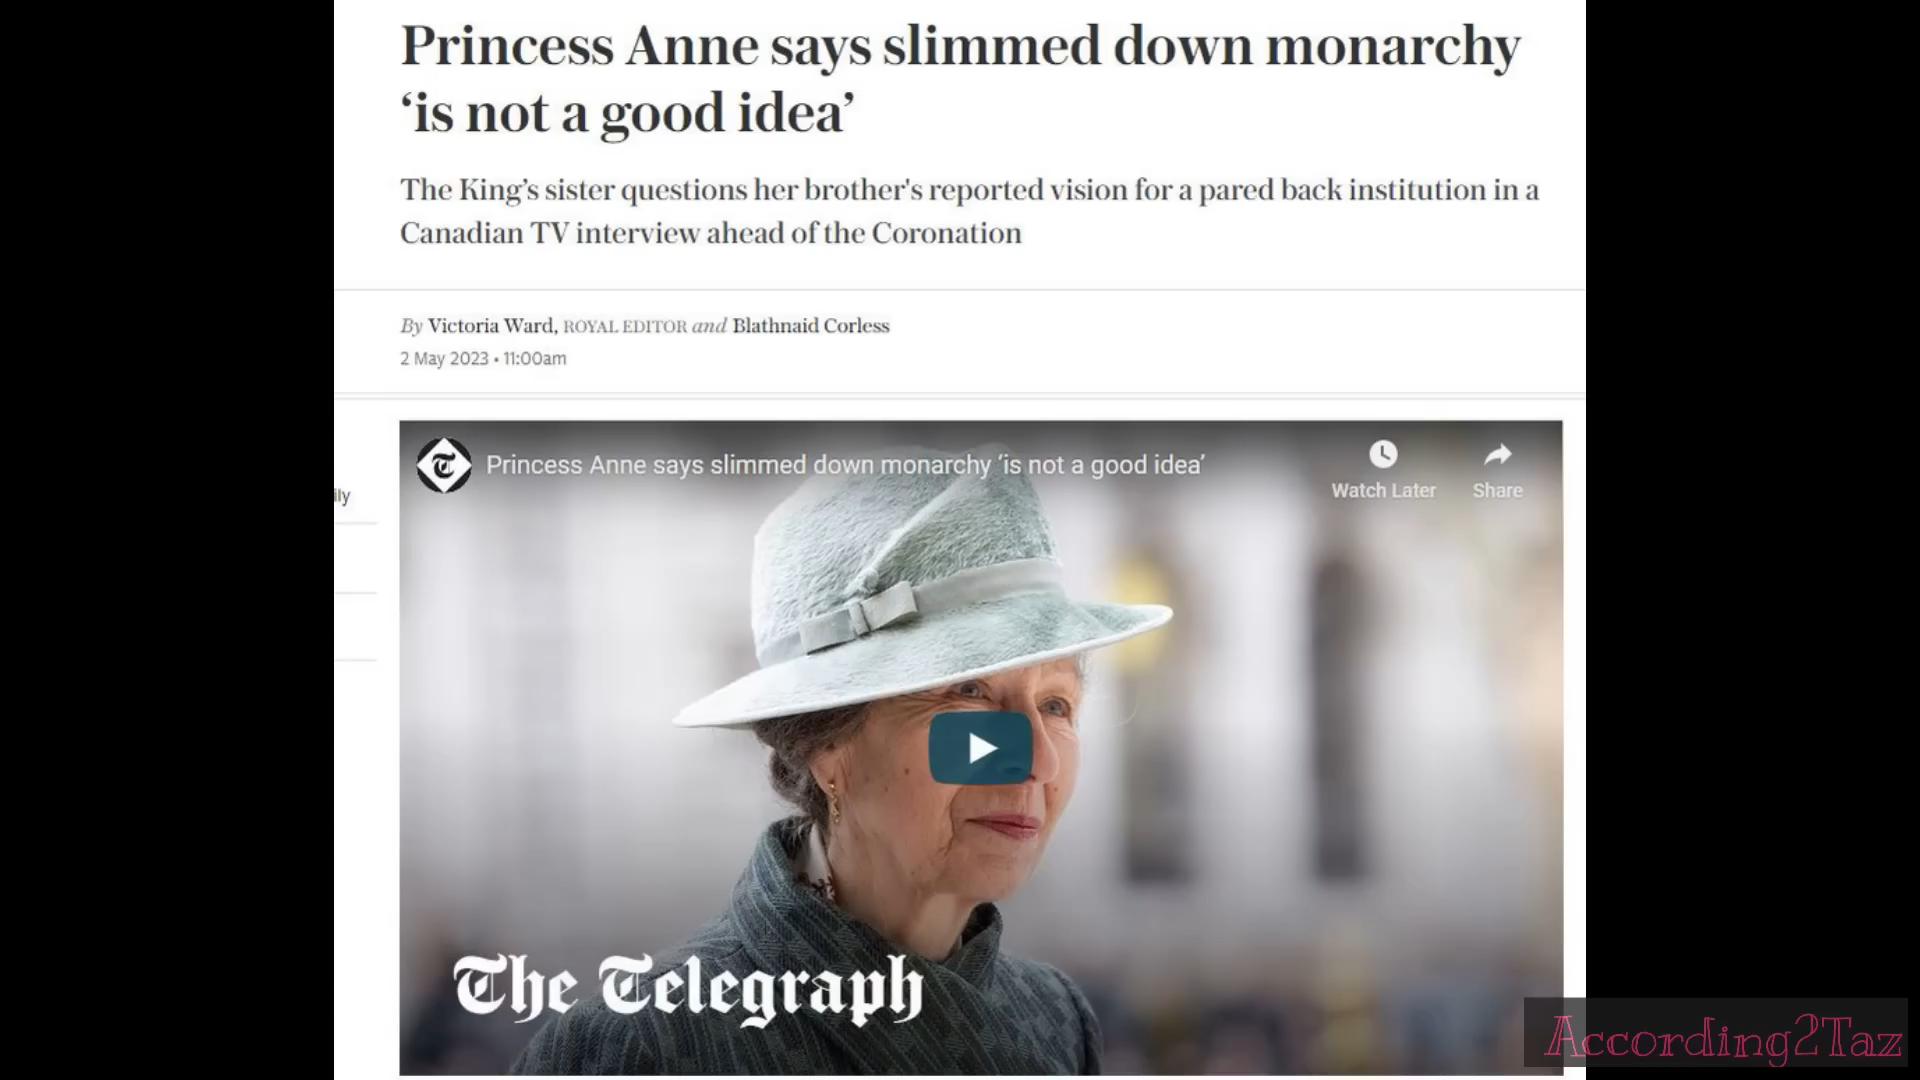 Princess Anne says slimmed down monarchy
‘is not a good idea’
The King’s sister questions her brother's reported vision for a pared back institution in a
Canadian TV interview ahead of the Coronation
By Victoria Ward, ROYAL EDITOR and Blathnaid Corless
2 May 2023 • 11:00am
ily
Princess Anne says slimmed down monarchy ‘is not a good idea’
Watch Later
Share
The Telegraph
According2Taz